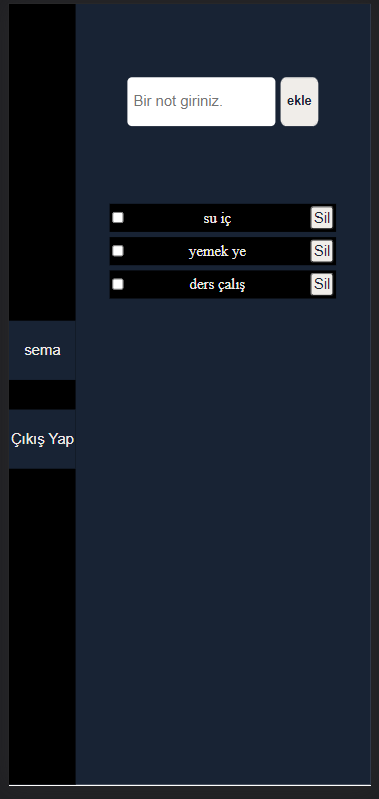 Bir not giriniz.
ekle
su iç
Sil
yemek ye
Sil
ders çalış
Sil
sema
Çıkış Yap